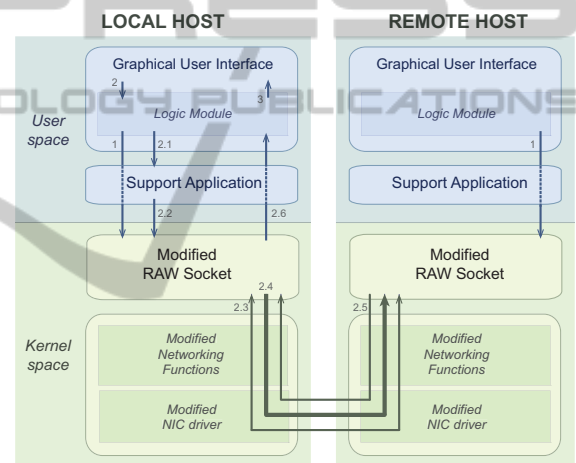 LOCAL HOST
REMOTE HOST
Graphical User Interface
2
3
Logic Module
User
space
1
2.1
Support Application
2.2
2.6
Modified
RAW Socket
2.3
2.4
Kernel
space
Modified
Networking
Functions
Modified
NIC driver
Graphical User Interface
Logic Module
1
Support Application
Modified
RAW Socket
2.5
Modified
Networking
Functions
Modified
NIC driver
OLOGY PUBLICATIONS